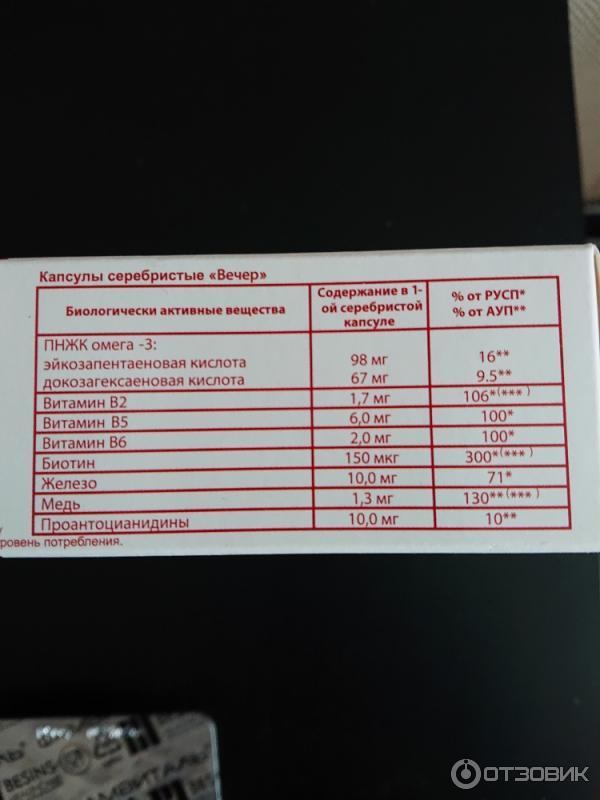 Капсулы серебристые «Вечер»
Биологически активные вещества Содержание в 1-ой серебристой капсуле % от РУСП* % от АУП**
ПНЖК омега -3:
эйкозапентаеновая кислота 98 мг 16**
докозагексаеновая кислота 67 мг 9.5**
Витамин В2 1,7 мг 106*(***)
Витамин В5 6,0 мг 100*
Витамин В6 2,0 мг 100*
Биотин 150 мкг 300*(***)
Железо 10,0 мг 71*
Медь 1,3 мг 130**(***)
Проантоцианидины 10,0 мг 10**
ровень потребления.
BESINS
ОТЗОВИК